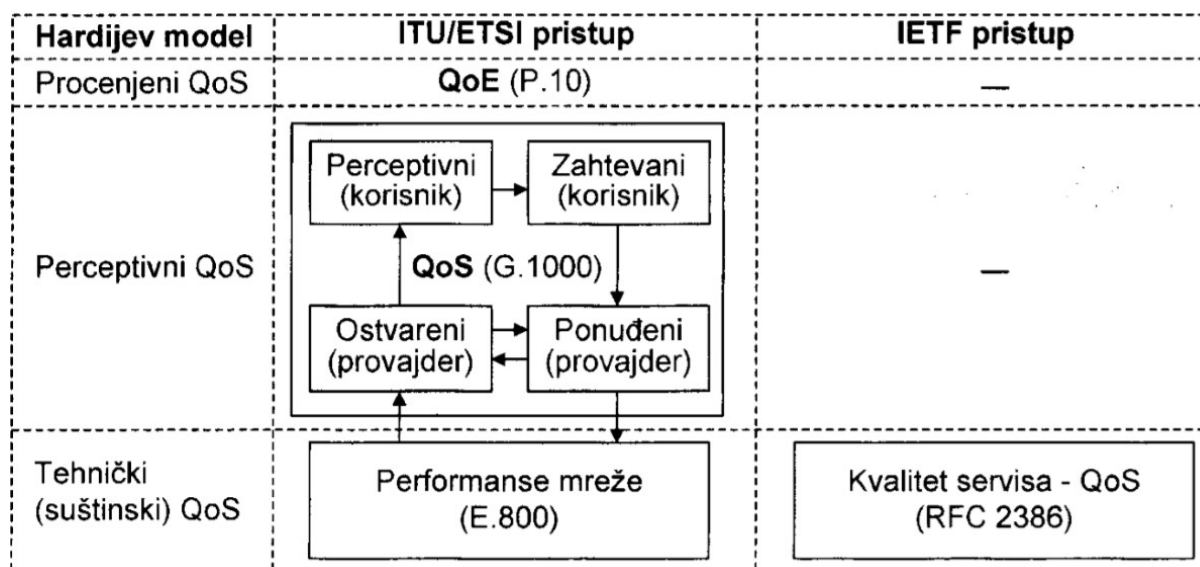 Hardijev model
ITU/ETSI pristup
IETF pristup
Procenjeni QoS
QoE (P.10)
—
Perceptivni QoS
Perceptivni
(korisnik)
Zahtevani
(korisnik)
QoS (G.1000)
Ostvareni
(provajder)
Ponuđeni
(provajder)
—
Tehnički
(suštinski) QoS
Performanse mreže
(E.800)
Kvalitet servisa - QoS
(RFC 2386)